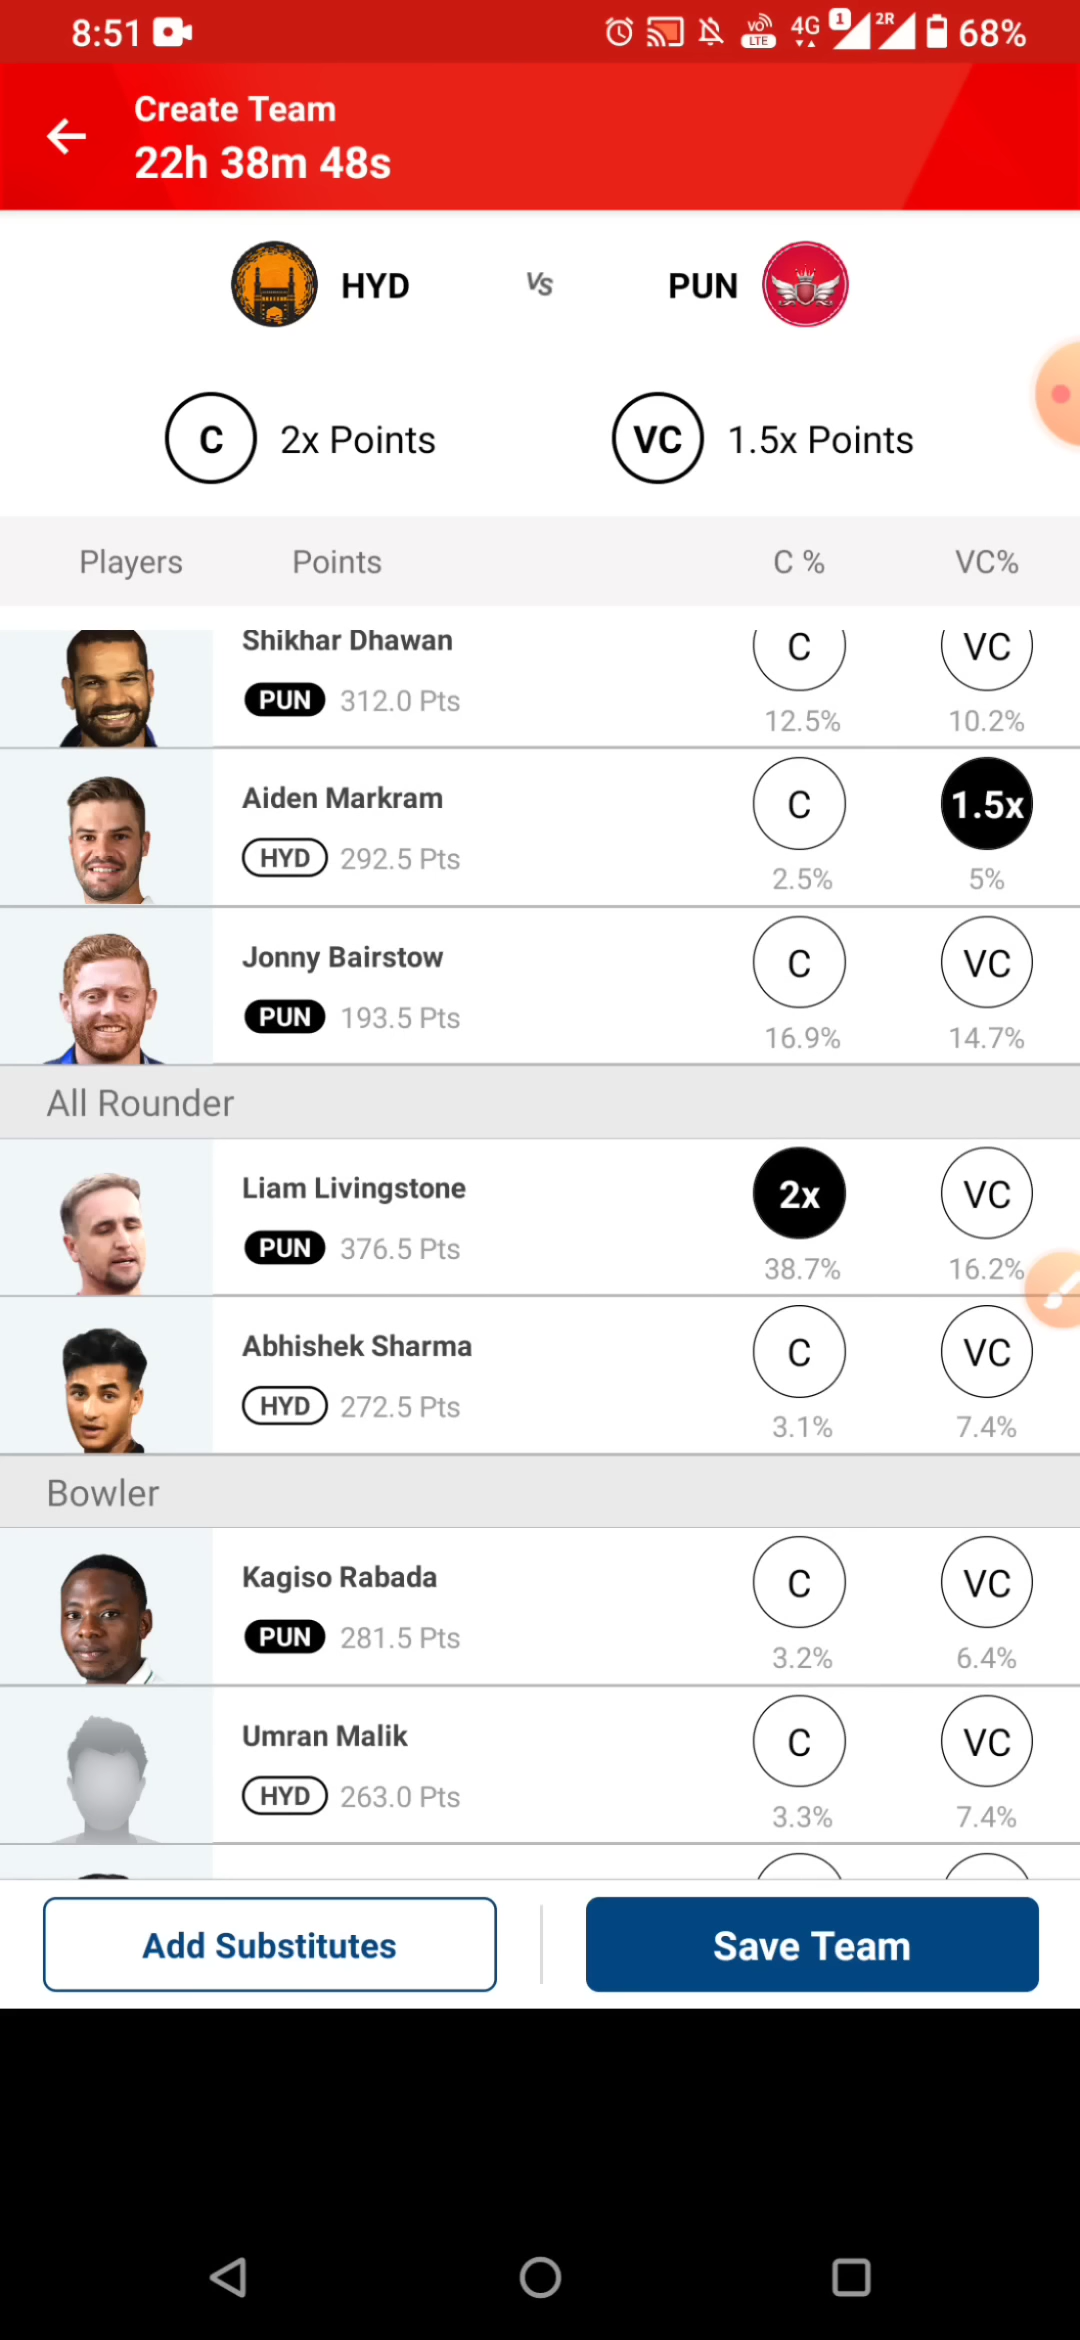 8:51 VO LTE 4G 1 2R 68%
Create Team
22h 38m 48s
HYD Vs PUN
C 2x Points VC 1.5x Points
Players Points C % VC%
Shikhar Dhawan C VC
PUN 312.0 Pts 12.5% 10.2%
Aiden Markram C 1.5x
HYD 292.5 Pts 2.5% 5%
Jonny Bairstow C VC
PUN 193.5 Pts 16.9% 14.7%
All Rounder
Liam Livingstone 2x VC
PUN 376.5 Pts 38.7% 16.2%
Abhishek Sharma C VC
HYD 272.5 Pts 3.1% 7.4%
Bowler
Kagiso Rabada C VC
PUN 281.5 Pts 3.2% 6.4%
Umran Malik C VC
HYD 263.0 Pts 3.3% 7.4%
Add Substitutes Save Team